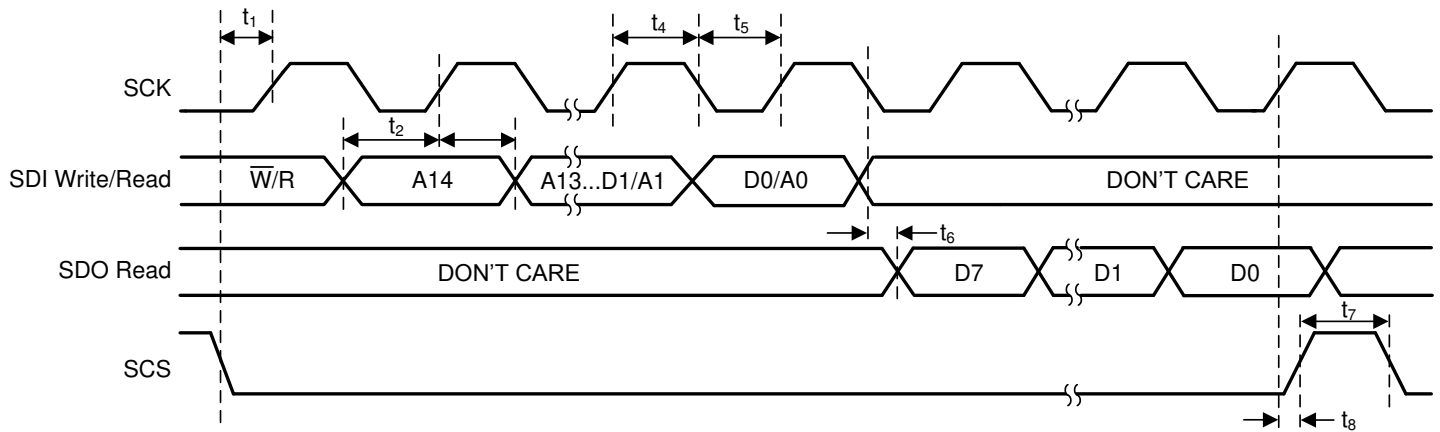 t1 t4 t5
SCK
t2
SDI Write/Read W̅/R A14 A13...D1/A1 D0/A0 DON'T CARE
t6
SDO Read DON'T CARE D7 D1 D0
t7
SCS
t8